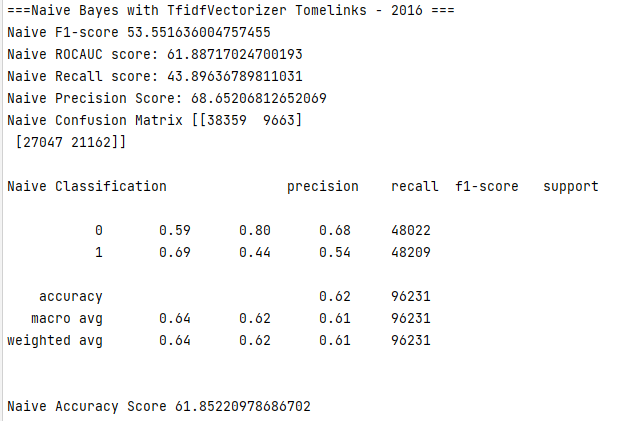 ===Naive Bayes with TfidfVectorizer Tomelinks - 2016 ===
Naive F1-score 53.551636004757455
Naive ROCAUC score: 61.88717024700193
Naive Recall score: 43.89636789811031
Naive Precision Score: 68.65206812652069
Naive Confusion Matrix [[38359  9663]
 [27047 21162]]
Naive Classification               precision    recall  f1-score   support
           0       0.59      0.80      0.68     48022
           1       0.69      0.44      0.54     48209
    accuracy                           0.62     96231
   macro avg       0.64      0.62      0.61     96231
weighted avg       0.64      0.62      0.61     96231
Naive Accuracy Score 61.85220978686702